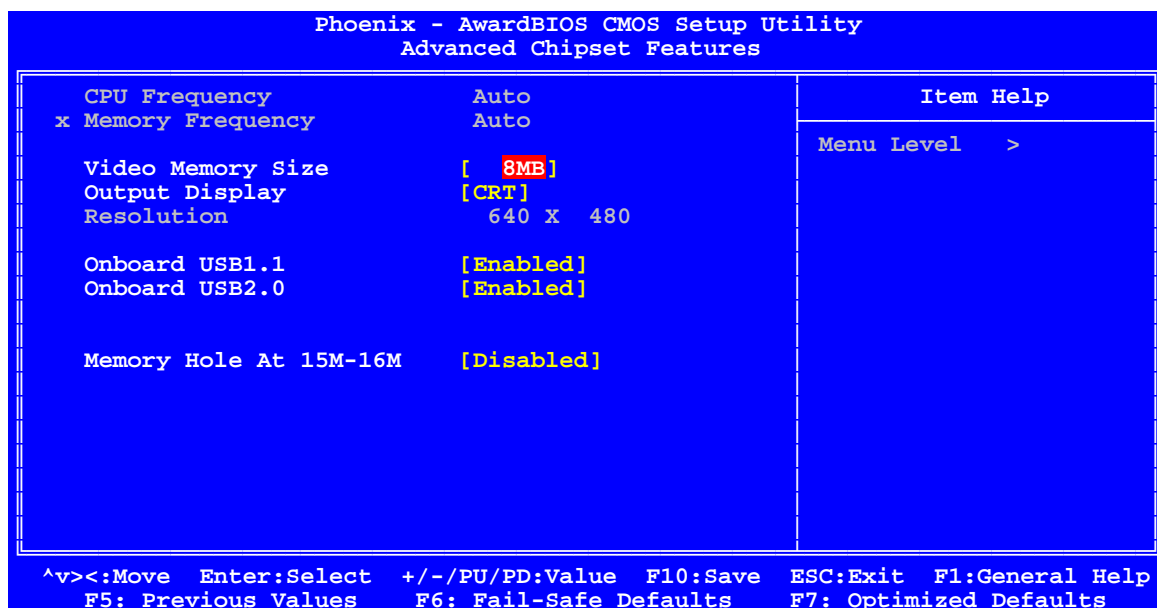 Phoenix - AwardBIOS CMOS Setup Utility
Advanced Chipset Features
CPU Frequency Auto
x Memory Frequency Auto
Video Memory Size [ 8MB]
Output Display [CRT]
Resolution 640 X 480
Onboard USB1.1 [Enabled]
Onboard USB2.0 [Enabled]
Memory Hole At 15M-16M [Disabled]
Item Help
Menu Level >
^v><:Move Enter:Select +/-/PU/PD:Value F10:Save ESC:Exit F1:General Help
F5: Previous Values F6: Fail-Safe Defaults F7: Optimized Defaults